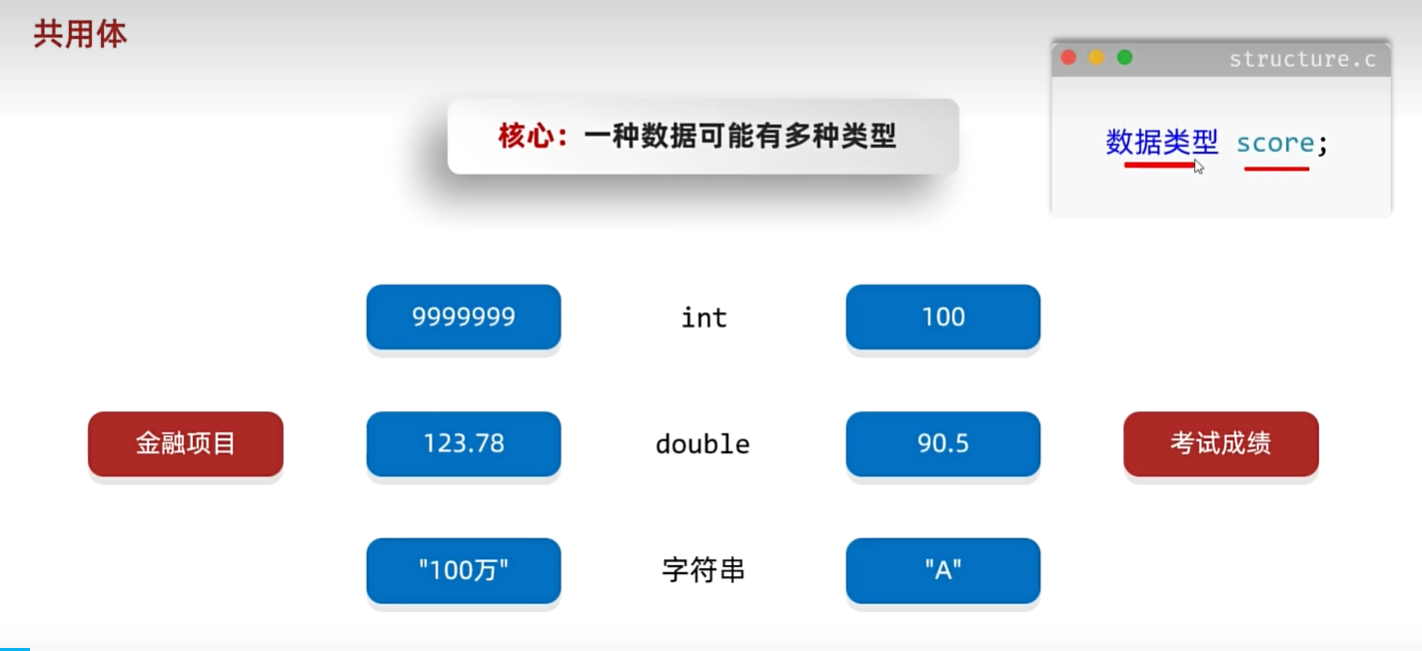 共用体
structure.c
核心：一种数据可能有多种类型
数据类型 score;
9999999 int 100
金融项目 123.78 double 90.5 考试成绩
"100万" 字符串 "A"